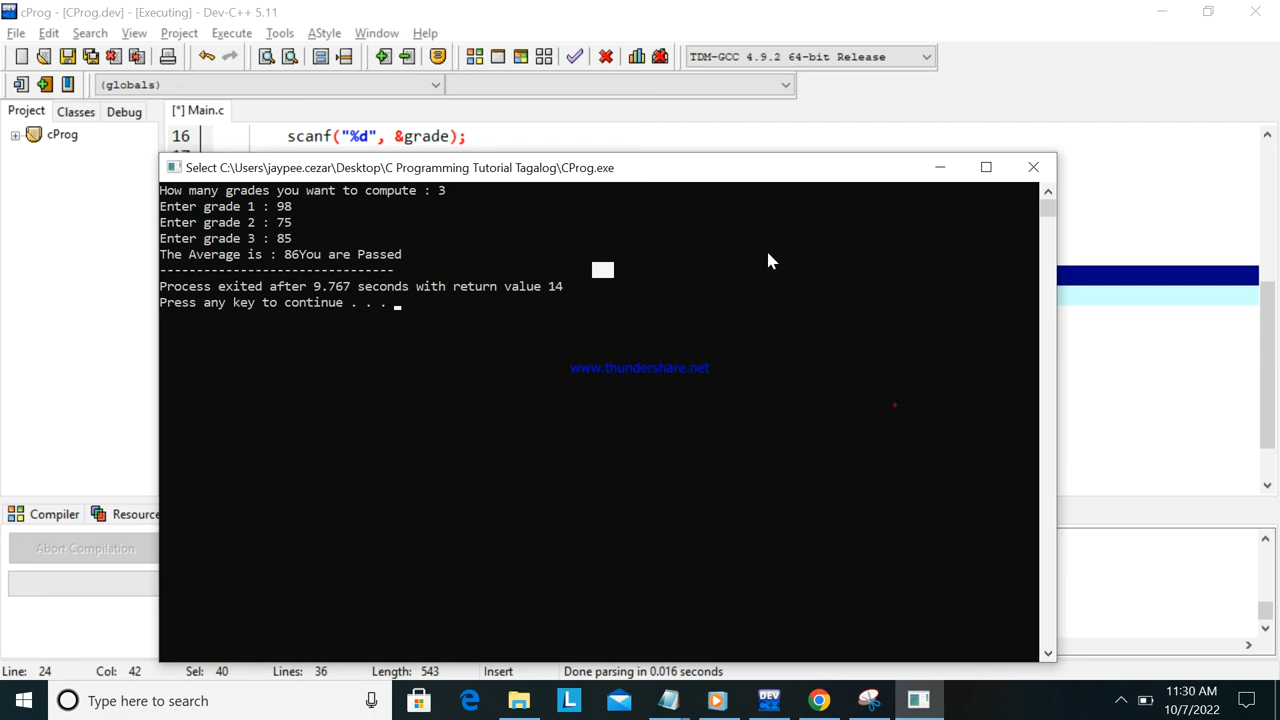 cProg - [CProg.dev] - [Executing] - Dev-C++ 5.11
File Edit Search View Project Execute Tools AStyle Window Help
TDM-GCC 4.9.2 64-bit Release
(globals)
Project Classes Debug [*] Main.c
cProg
16 scanf("%d", &grade);
Select C:\Users\jaypee.cezar\Desktop\C Programming Tutorial Tagalog\CProg.exe
How many grades you want to compute : 3
Enter grade 1 : 98
Enter grade 2 : 75
Enter grade 3 : 85
The Average is : 86You are Passed
--------------------------------
Process exited after 9.767 seconds with return value 14
Press any key to continue . . .
www.thundershare.net
Compiler Resource
Abort Compilation
Line: 24 Col: 42 Sel: 40 Lines: 36 Length: 543 Insert Done parsing in 0.016 seconds
Type here to search
DEV
11:30 AM
10/7/2022